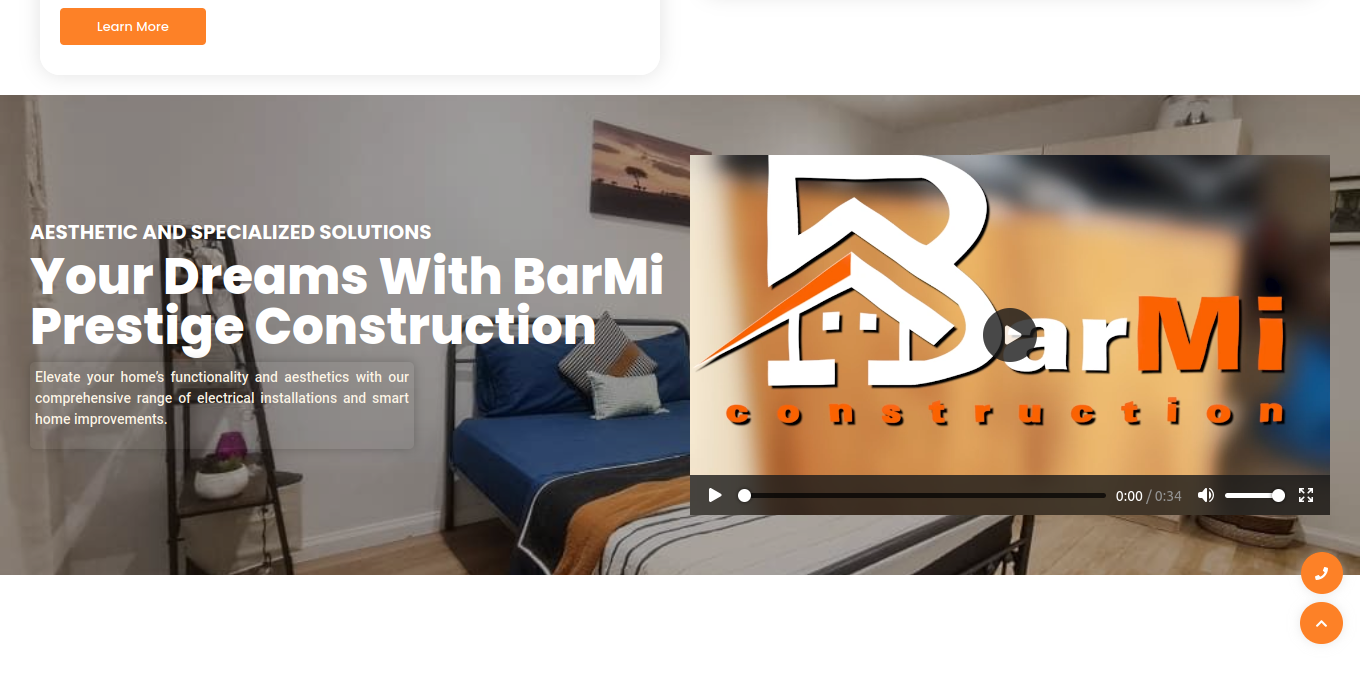 Learn More
AESTHETIC AND SPECIALIZED SOLUTIONS
Your Dreams With BarMi
Prestige Construction
Elevate your home's functionality and aesthetics with our
comprehensive range of electrical installations and smart
home improvements.
BarMi
construction
0:00 / 0:34